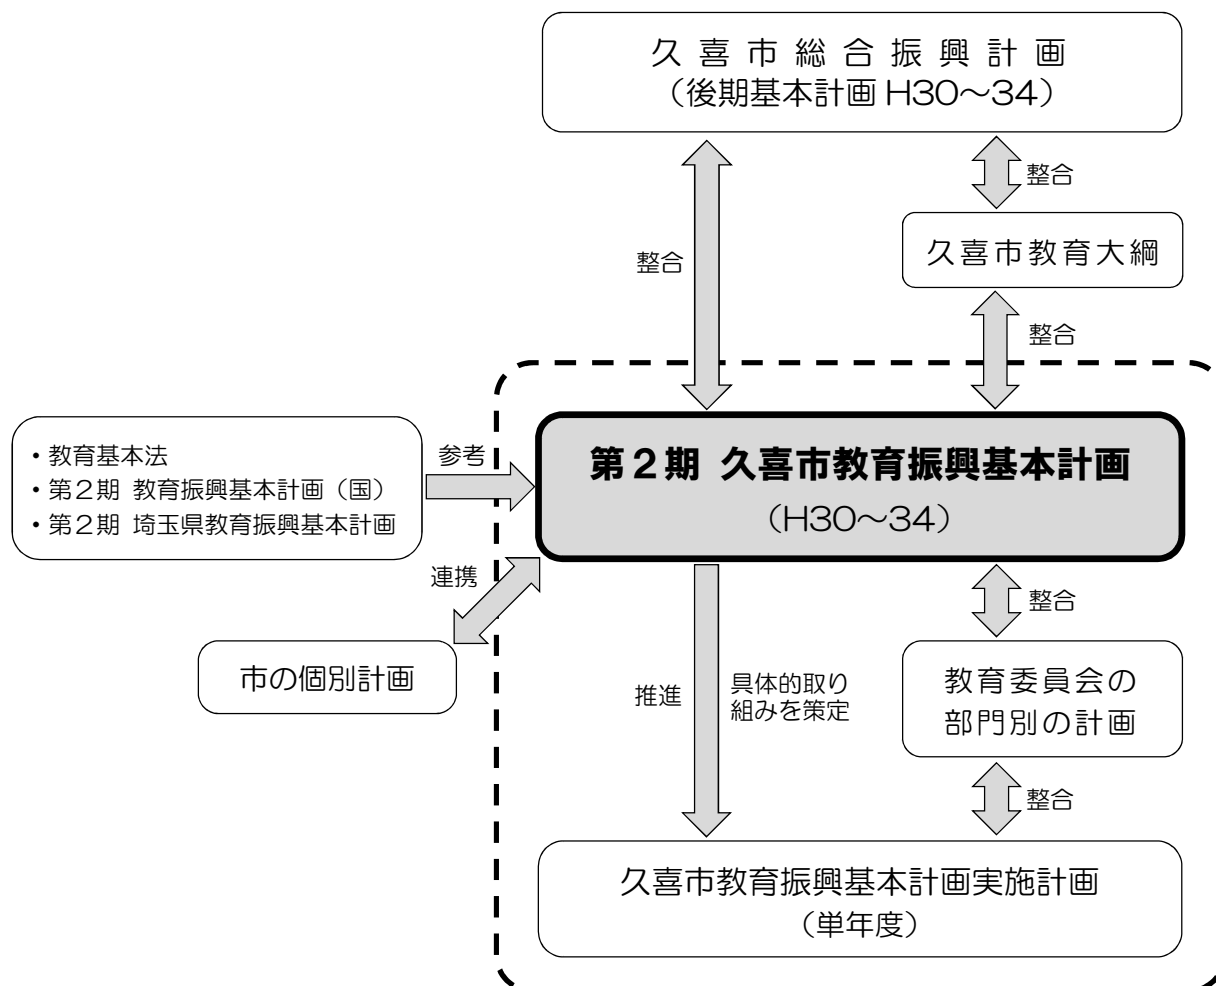 久喜市総合振興計画
（後期基本計画 H30～34）
整合
整合
久喜市教育大綱
整合
・教育基本法
・第２期 教育振興基本計画（国）
・第２期 埼玉県教育振興基本計画
参考
第２期 久喜市教育振興基本計画
（H30～34）
連携
市の個別計画
整合
推進
具体的取り
組みを策定
教育委員会の
部門別の計画
整合
久喜市教育振興基本計画実施計画
（単年度）